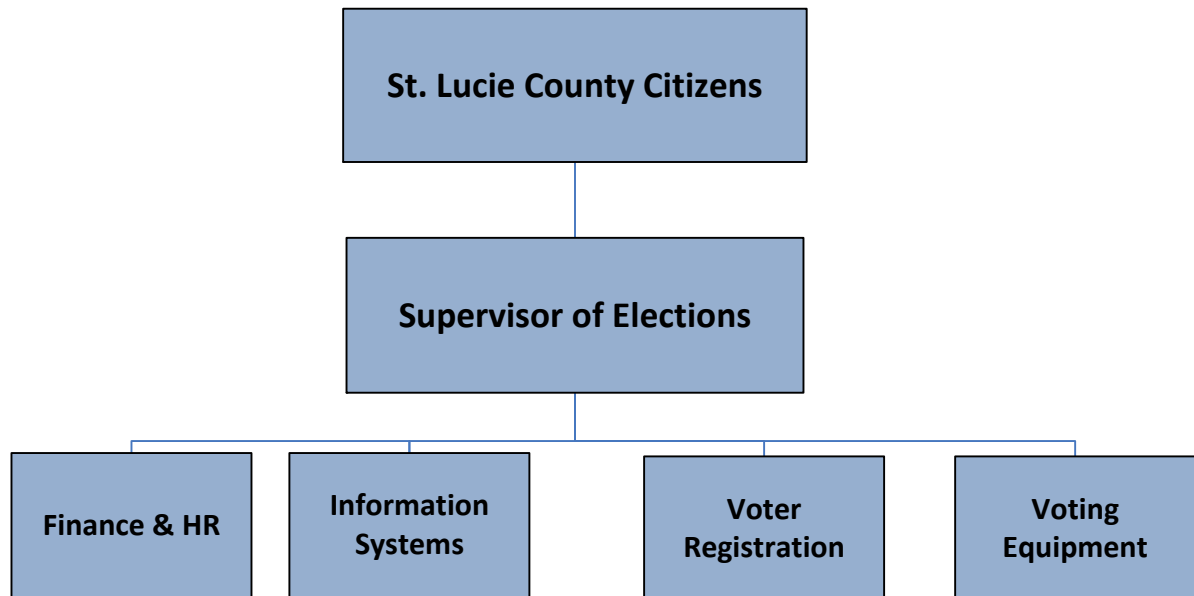 St. Lucie County Citizens
Supervisor of Elections
Finance & HR
Information
Systems
Voter
Registration
Voting
Equipment